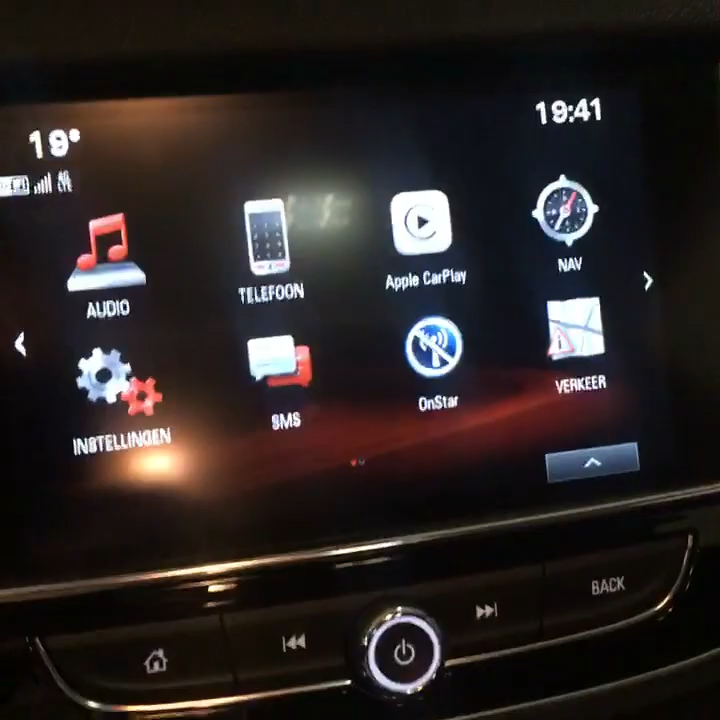 19°
19:41
AUDIO
TELEFOON
Apple CarPlay
NAV
INSTELLINGEN
SMS
OnStar
VERKEER
BACK